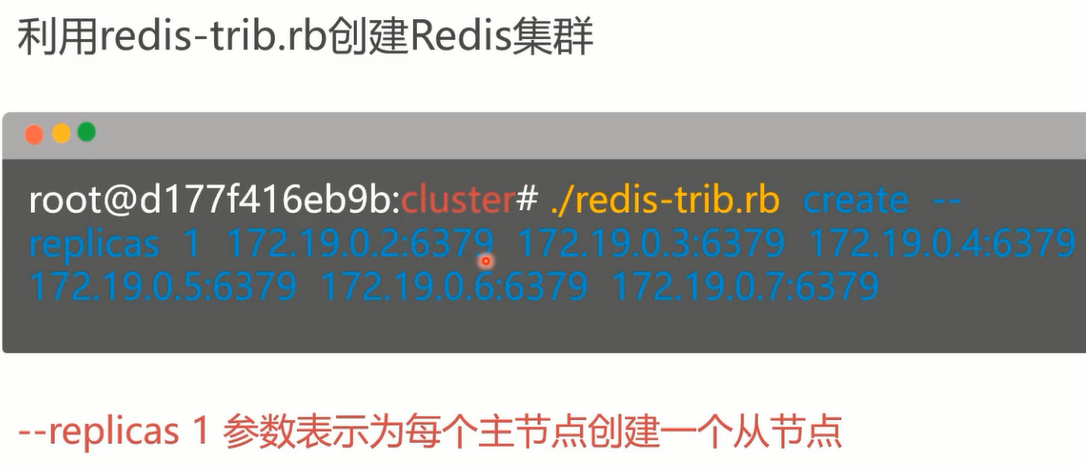 利用redis-trib.rb创建Redis集群
root@d177f416eb9b:cluster# ./redis-trib.rb create --
replicas 1 172.19.0.2:6379 172.19.0.3:6379 172.19.0.4:6379
172.19.0.5:6379 172.19.0.6:6379 172.19.0.7:6379
--replicas 1 参数表示为每个主节点创建一个从节点